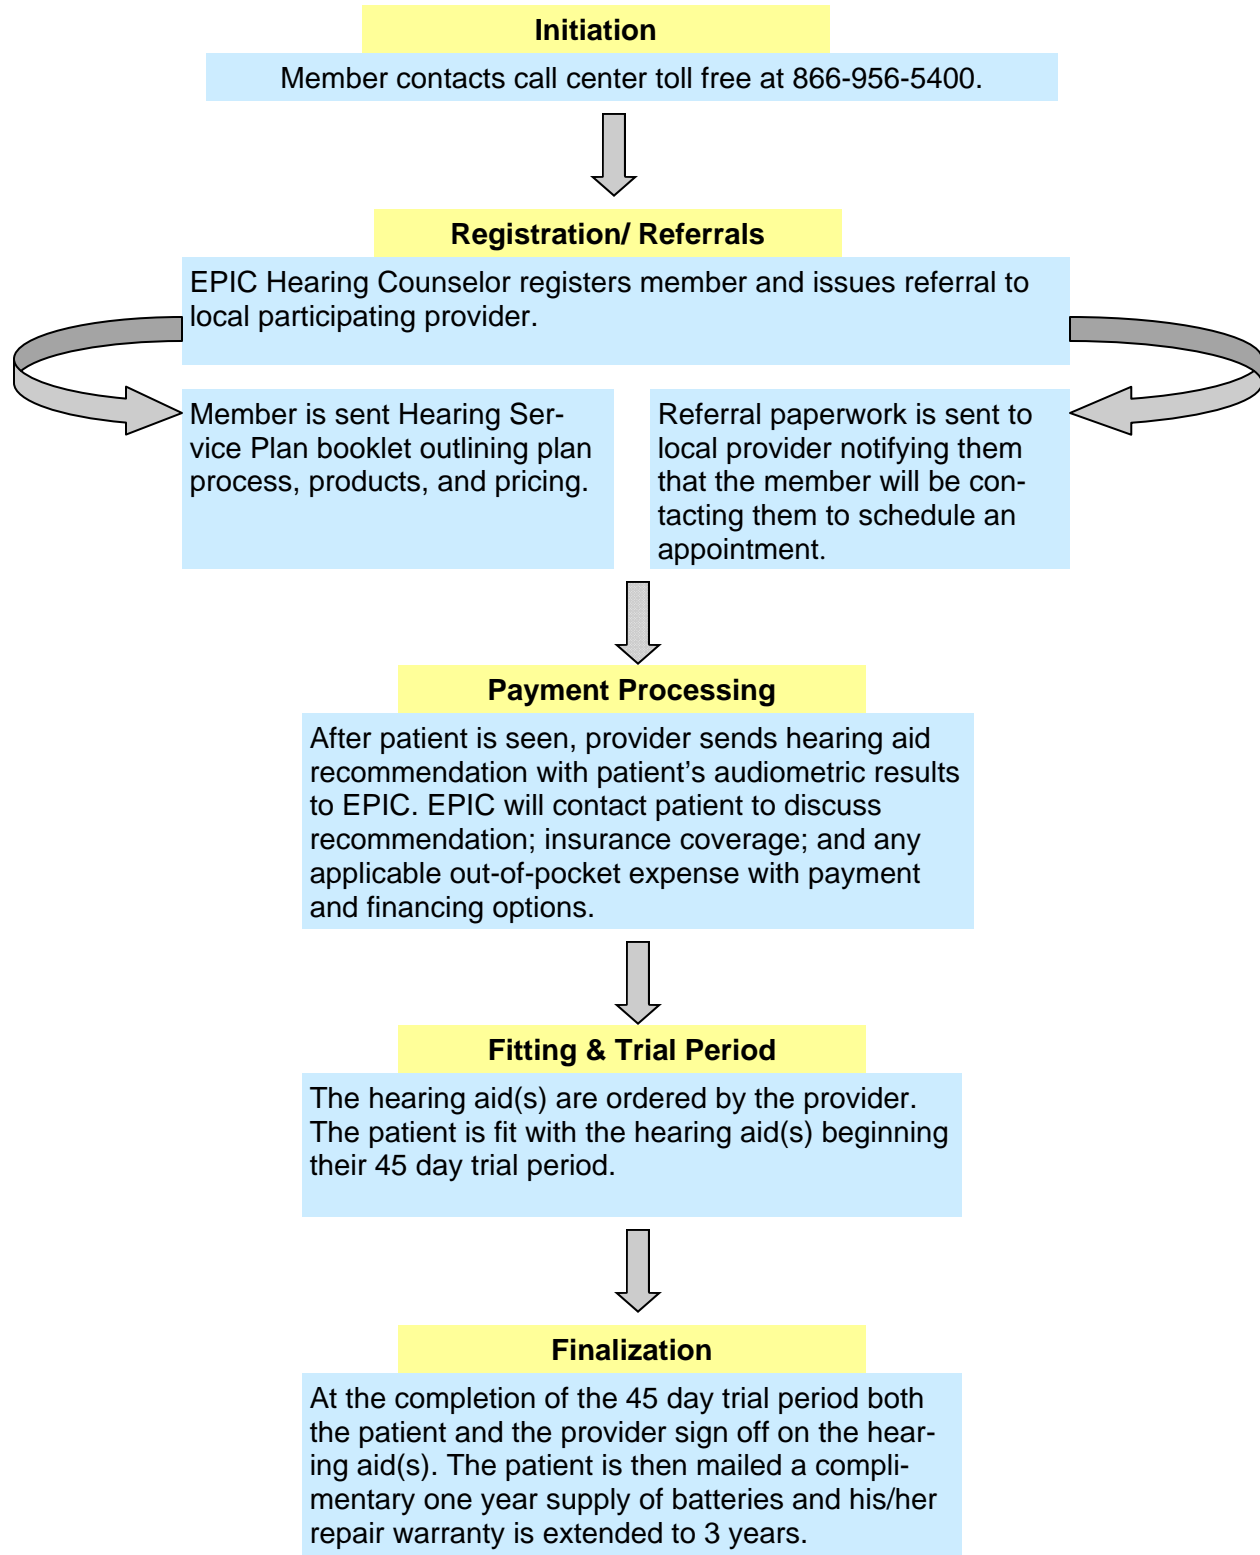 Initiation
Member contacts call center toll free at 866-956-5400.
Registration/ Referrals
EPIC Hearing Counselor registers member and issues referral to
local participating provider.
Member is sent Hearing Ser-
vice Plan booklet outlining plan
process, products, and pricing.
Referral paperwork is sent to
local provider notifying them
that the member will be con-
tacting them to schedule an
appointment.
Payment Processing
After patient is seen, provider sends hearing aid
recommendation with patient’s audiometric results
to EPIC. EPIC will contact patient to discuss
recommendation; insurance coverage; and any
applicable out-of-pocket expense with payment
and financing options.
Fitting & Trial Period
The hearing aid(s) are ordered by the provider.
The patient is fit with the hearing aid(s) beginning
their 45 day trial period.
Finalization
At the completion of the 45 day trial period both
the patient and the provider sign off on the hear-
ing aid(s). The patient is then mailed a compli-
mentary one year supply of batteries and his/her
repair warranty is extended to 3 years.